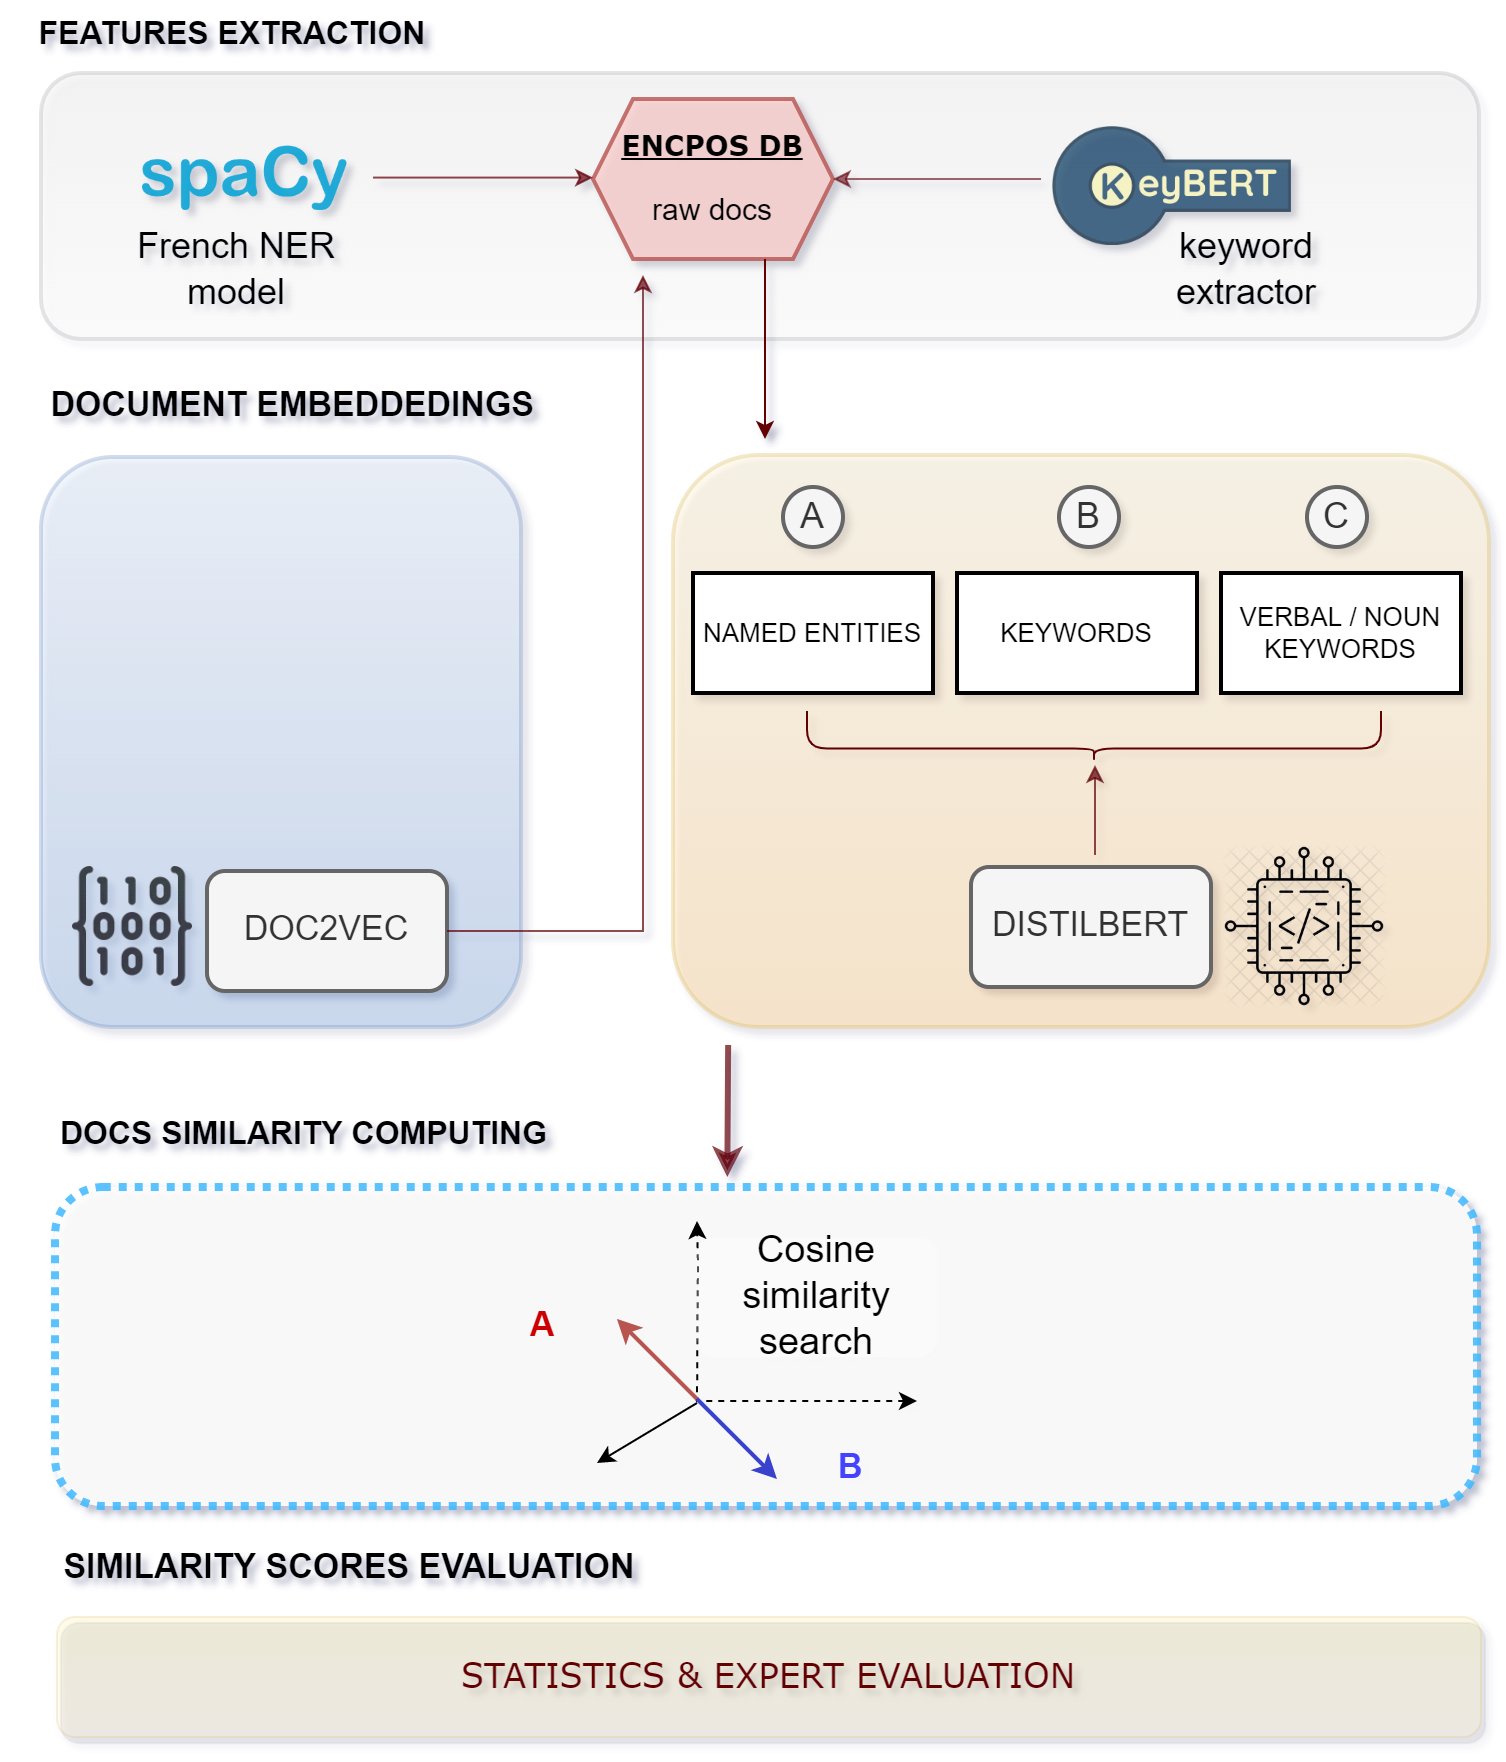 FEATURES EXTRACTION
spaCy
French NER
model
ENCPOS DB
raw docs
KeyBERT
keyword
extractor
DOCUMENT EMBEDDEDINGS
110
000
101
DOC2VEC
A
B
C
NAMED ENTITIES
KEYWORDS
VERBAL / NOUN
KEYWORDS
DISTILBERT
</>
DOCS SIMILARITY COMPUTING
Cosine
similarity
search
A
B
SIMILARITY SCORES EVALUATION
STATISTICS & EXPERT EVALUATION